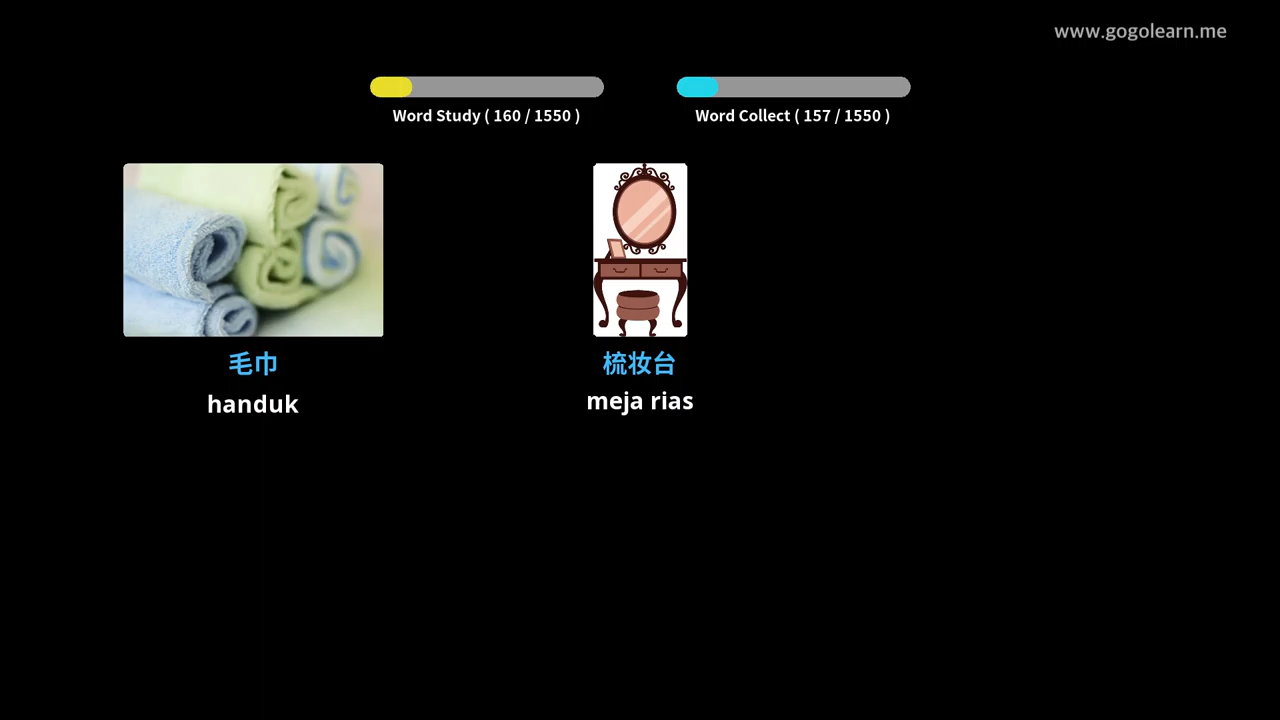 www.gogolearn.me
Word Study ( 160 / 1550 )
Word Collect ( 157 / 1550 )
毛巾
handuk
梳妆台
meja rias